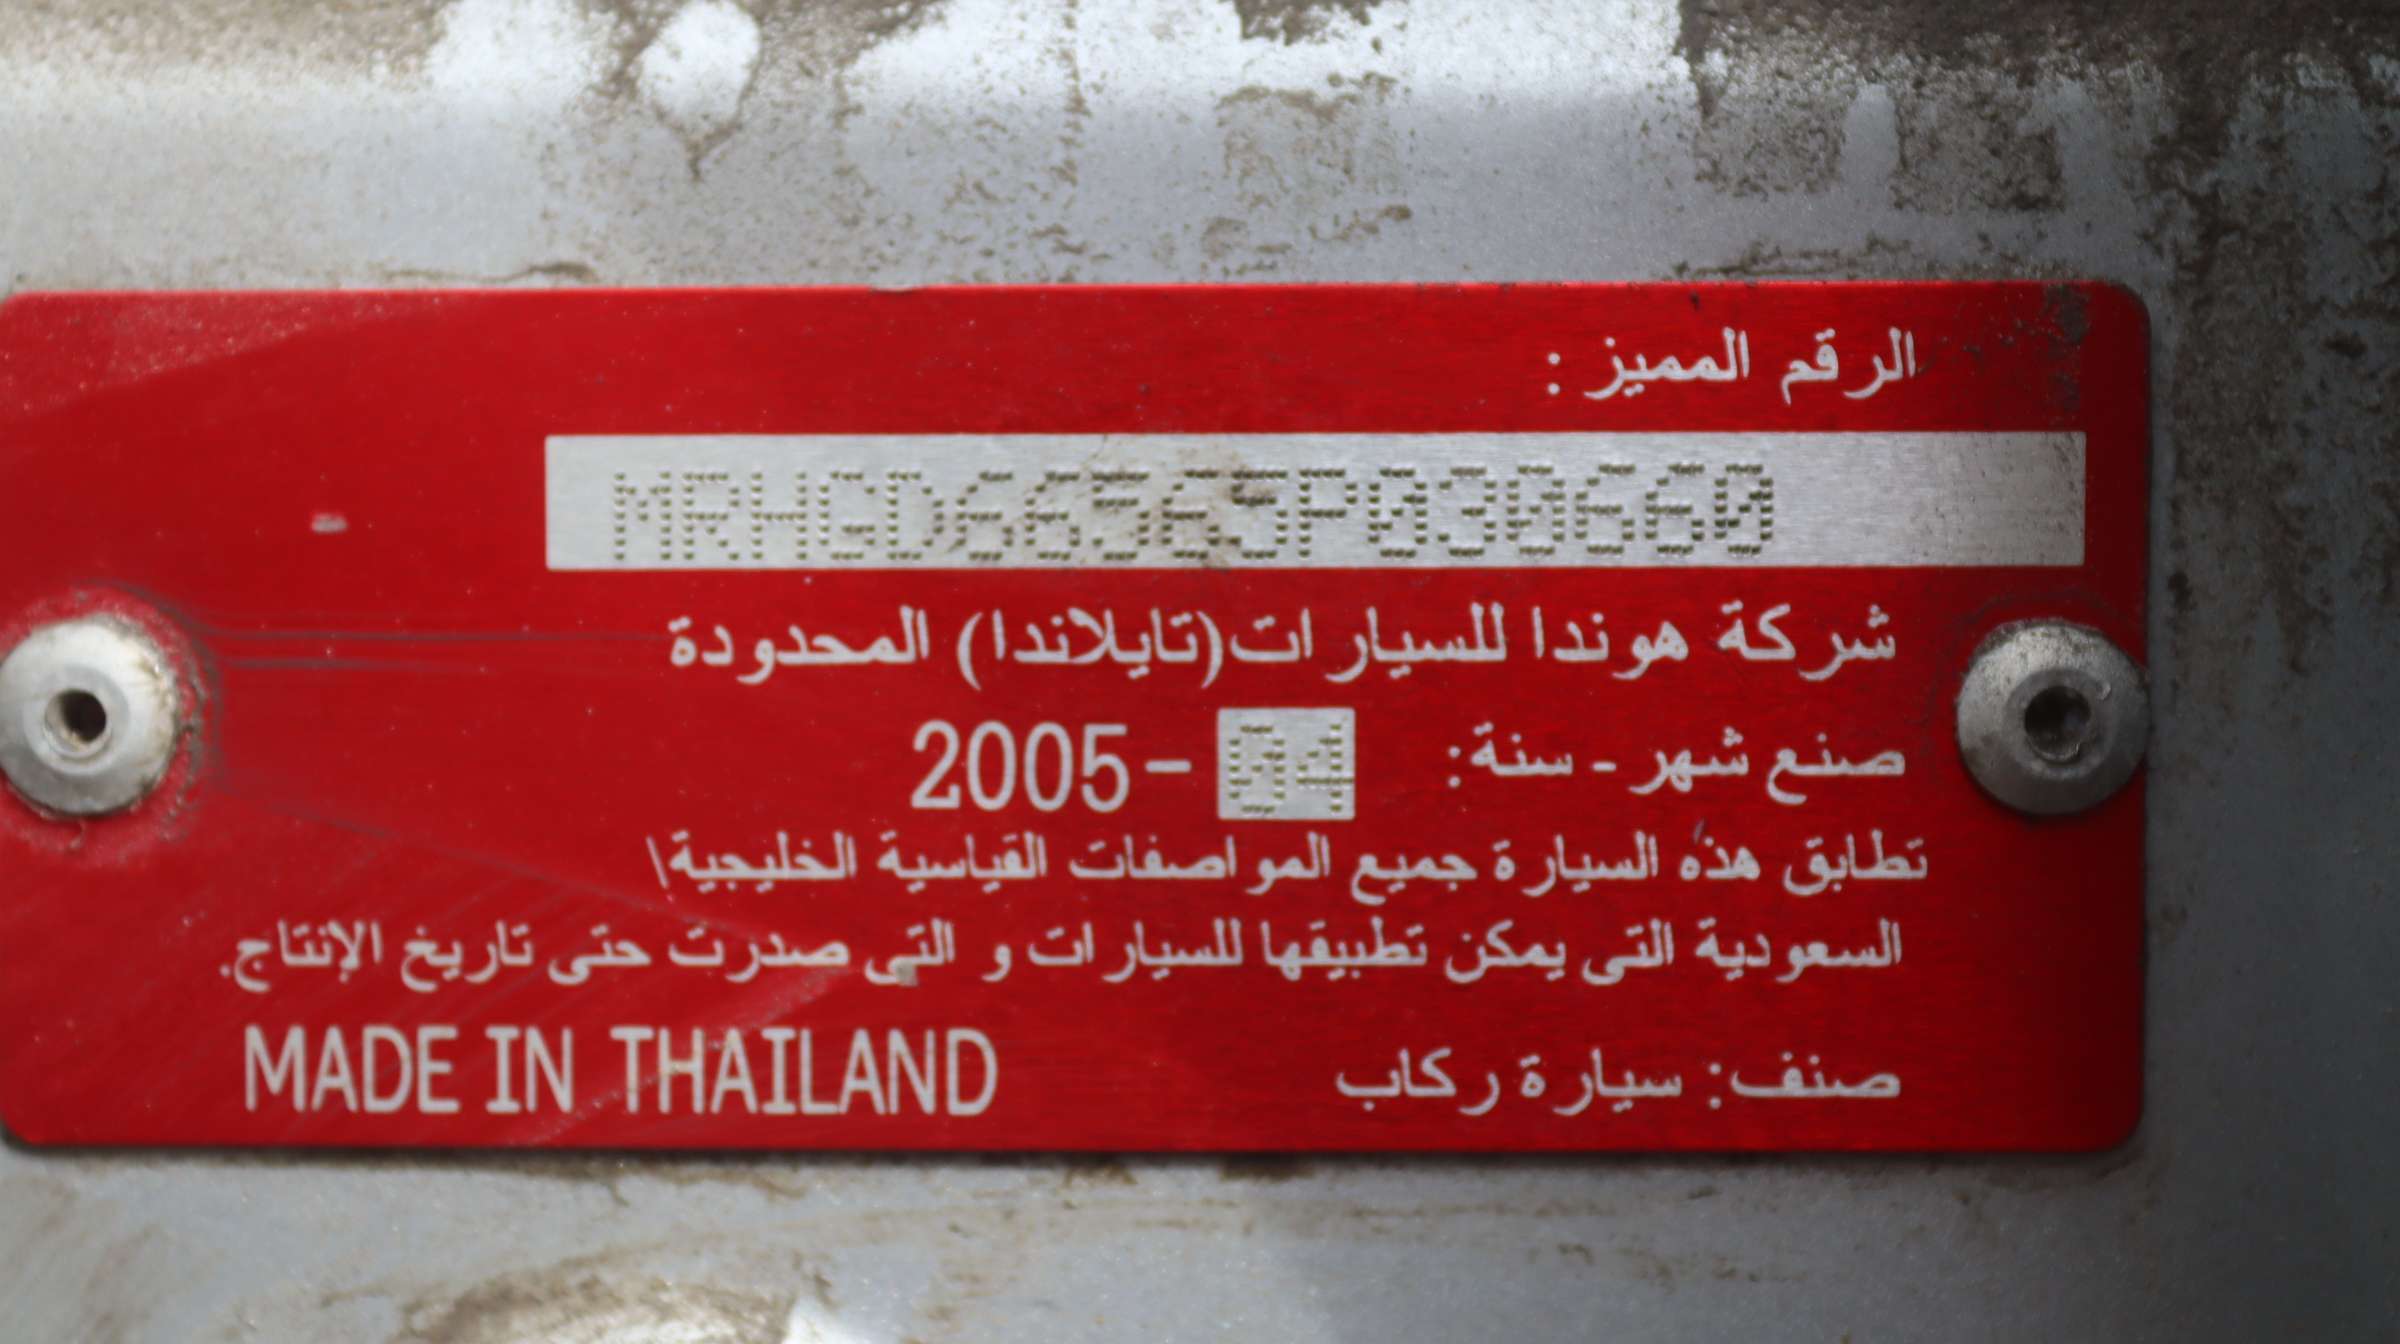 الرقم المميز :
MRHGD66565P030660
شركة هوندا للسيارات(تايلاندا) المحدودة
صنع شهر - سنة: 04 - 2005
تطابق هذه السيارة جميع المواصفات القياسية الخليجية\
السعودية التى يمكن تطبيقها للسيارات و التى صدرت حتى تاريخ الإنتاج.
صنف: سيارة ركاب
MADE IN THAILAND